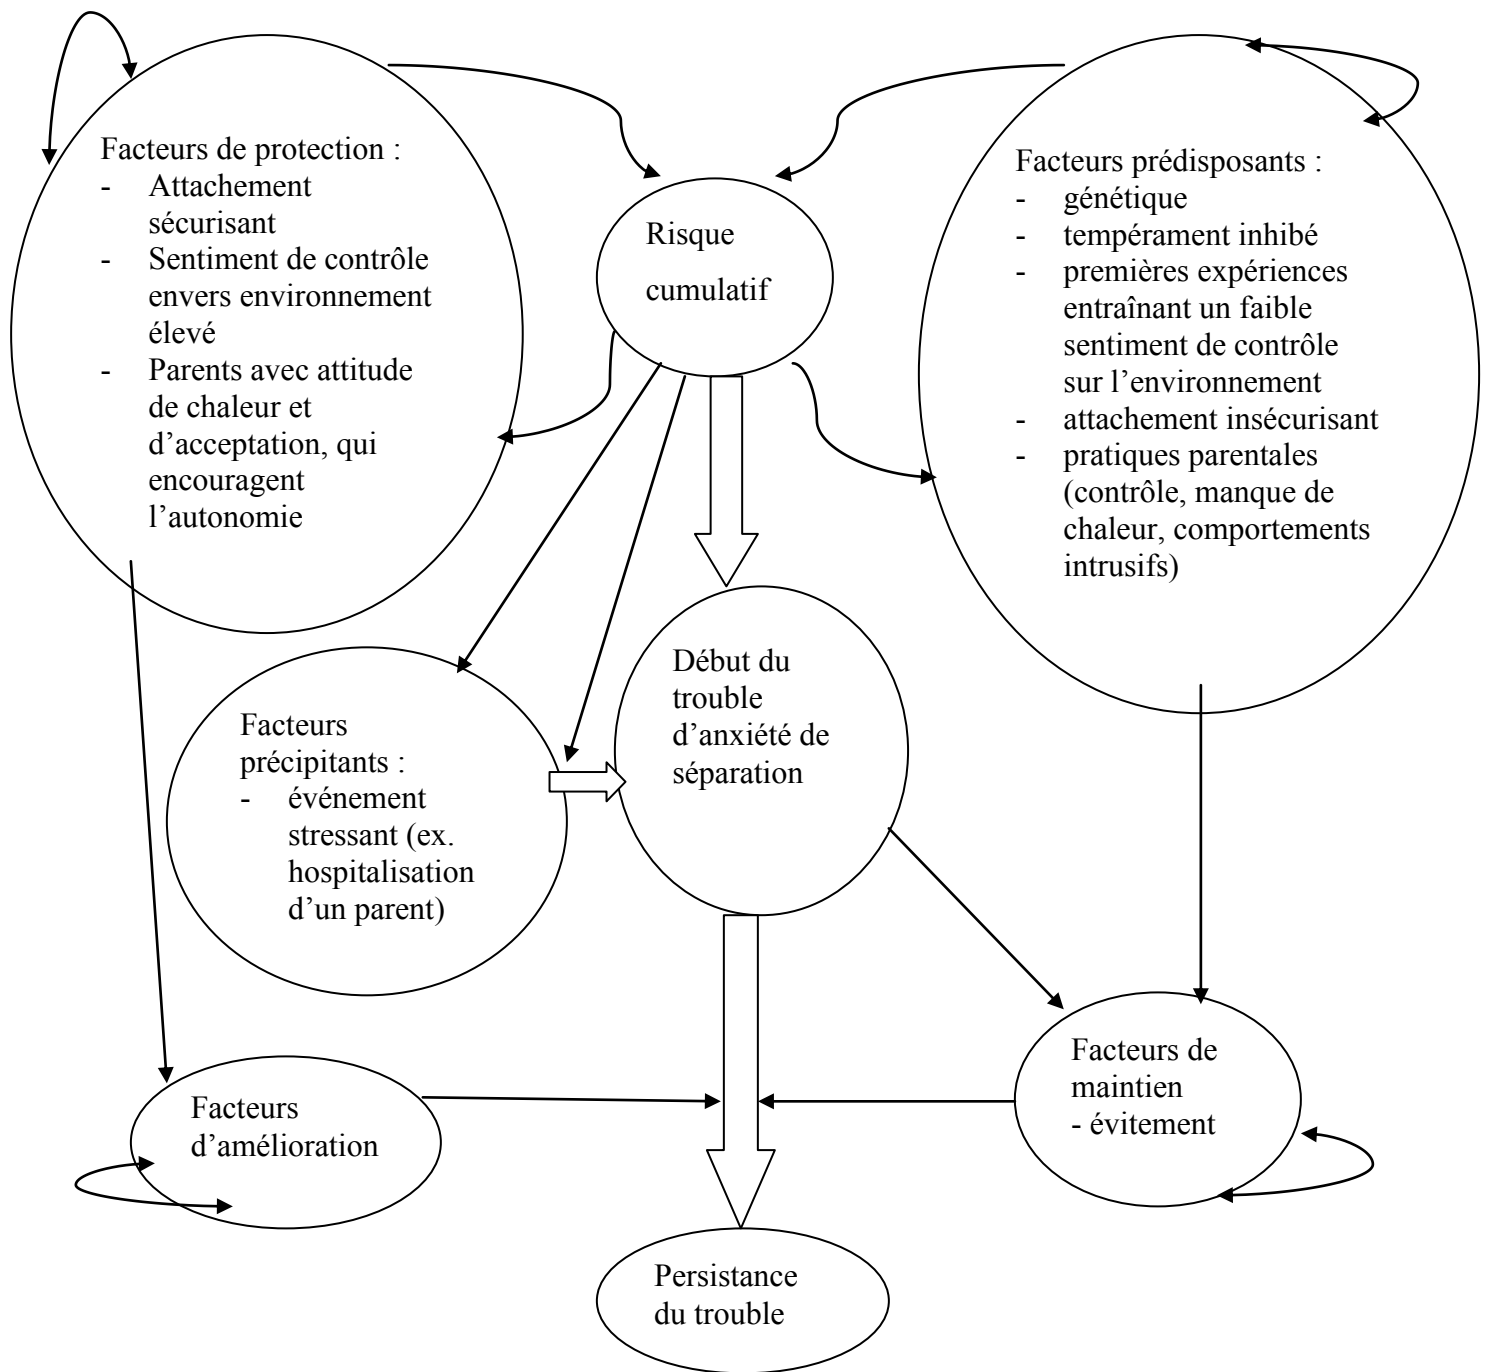 Facteurs de protection :
- Attachement
sécurisant
- Sentiment de contrôle
envers environnement
élevé
- Parents avec attitude
de chaleur et
d’acceptation, qui
encouragent
l’autonomie
Risque
cumulatif
Facteurs prédisposants :
- génétique
- tempérament inhibé
- premières expériences
entraînant un faible
sentiment de contrôle
sur l’environnement
- attachement insécurisant
- pratiques parentales
(contrôle, manque de
chaleur, comportements
intrusifs)
Facteurs
précipitants :
- événement
stressant (ex.
hospitalisation
d’un parent)
Début du
trouble
d’anxiété de
séparation
Facteurs
d’amélioration
Facteurs de
maintien
- évitement
Persistance
du trouble